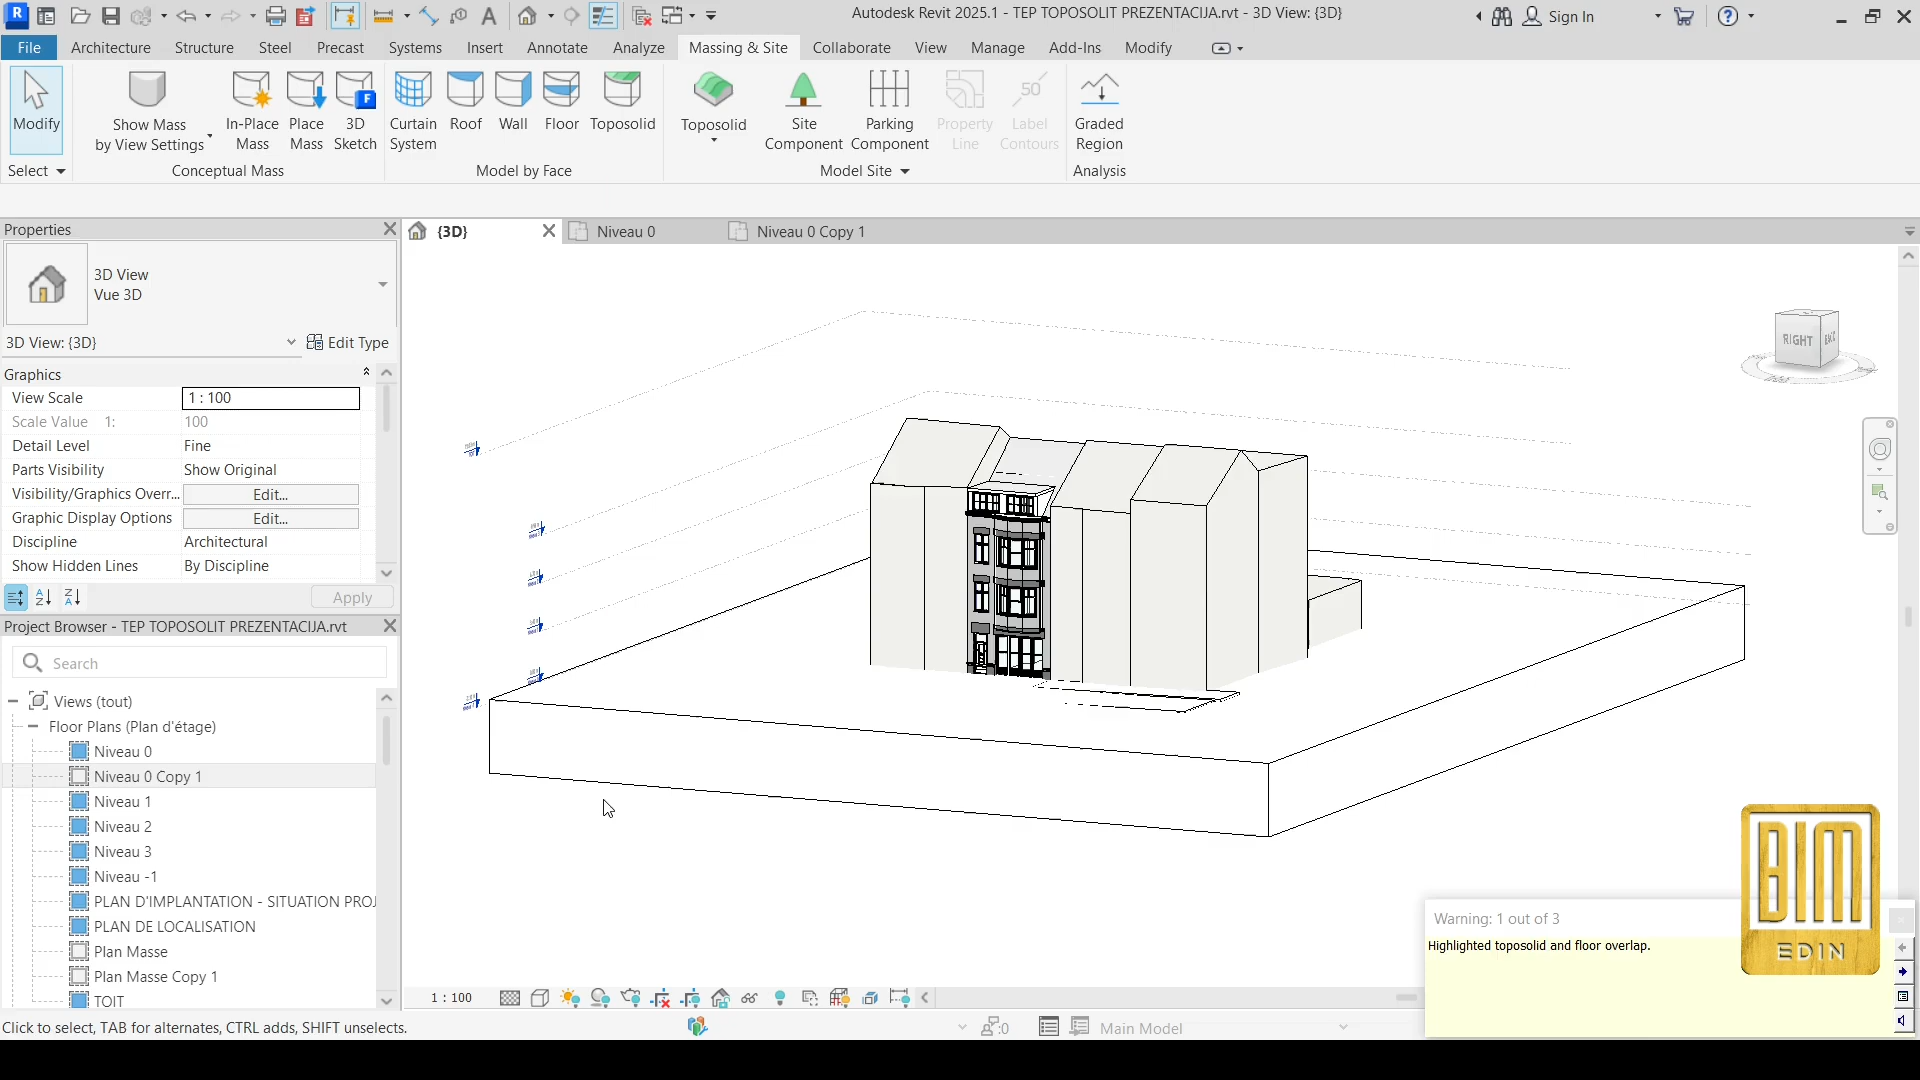 Autodesk Revit 2025.1 - TEP TOPOSOLIT PREZENTACIJA.rvt - 3D View: {3D}
Sign In
File Architecture Structure Steel Precast Systems Insert Annotate Analyze Massing & Site Collaborate View Manage Add-Ins Modify
Modify
Show Mass
by View Settings
In-Place
Mass
Place
Mass
3D
Sketch
Curtain
System
Roof
Wall
Floor
Toposolid
Toposolid
Site
Component
Parking
Component
Property
Line
Label
Contours
Graded
Region
Select
Conceptual Mass
Model by Face
Model Site
Analysis
Properties
{3D}
Niveau 0
Niveau 0 Copy 1
3D View
Vue 3D
3D View: {3D}
Edit Type
Graphics
View Scale 1 : 100
Scale Value 1: 100
Detail Level Fine
Parts Visibility Show Original
Visibility/Graphics Overr... Edit...
Graphic Display Options Edit...
Discipline Architectural
Show Hidden Lines By Discipline
Apply
Project Browser - TEP TOPOSOLIT PREZENTACIJA.rvt
Search
Views (tout)
Floor Plans (Plan d'étage)
Niveau 0
Niveau 0 Copy 1
Niveau 1
Niveau 2
Niveau 3
Niveau -1
PLAN D'IMPLANTATION - SITUATION PROJ
PLAN DE LOCALISATION
Plan Masse
Plan Masse Copy 1
TOIT
RIGHT
BACK
Warning: 1 out of 3
Highlighted toposolid and floor overlap.
BIM
EDIN
1 : 100
Click to select, TAB for alternates, CTRL adds, SHIFT unselects.
:0
Main Model